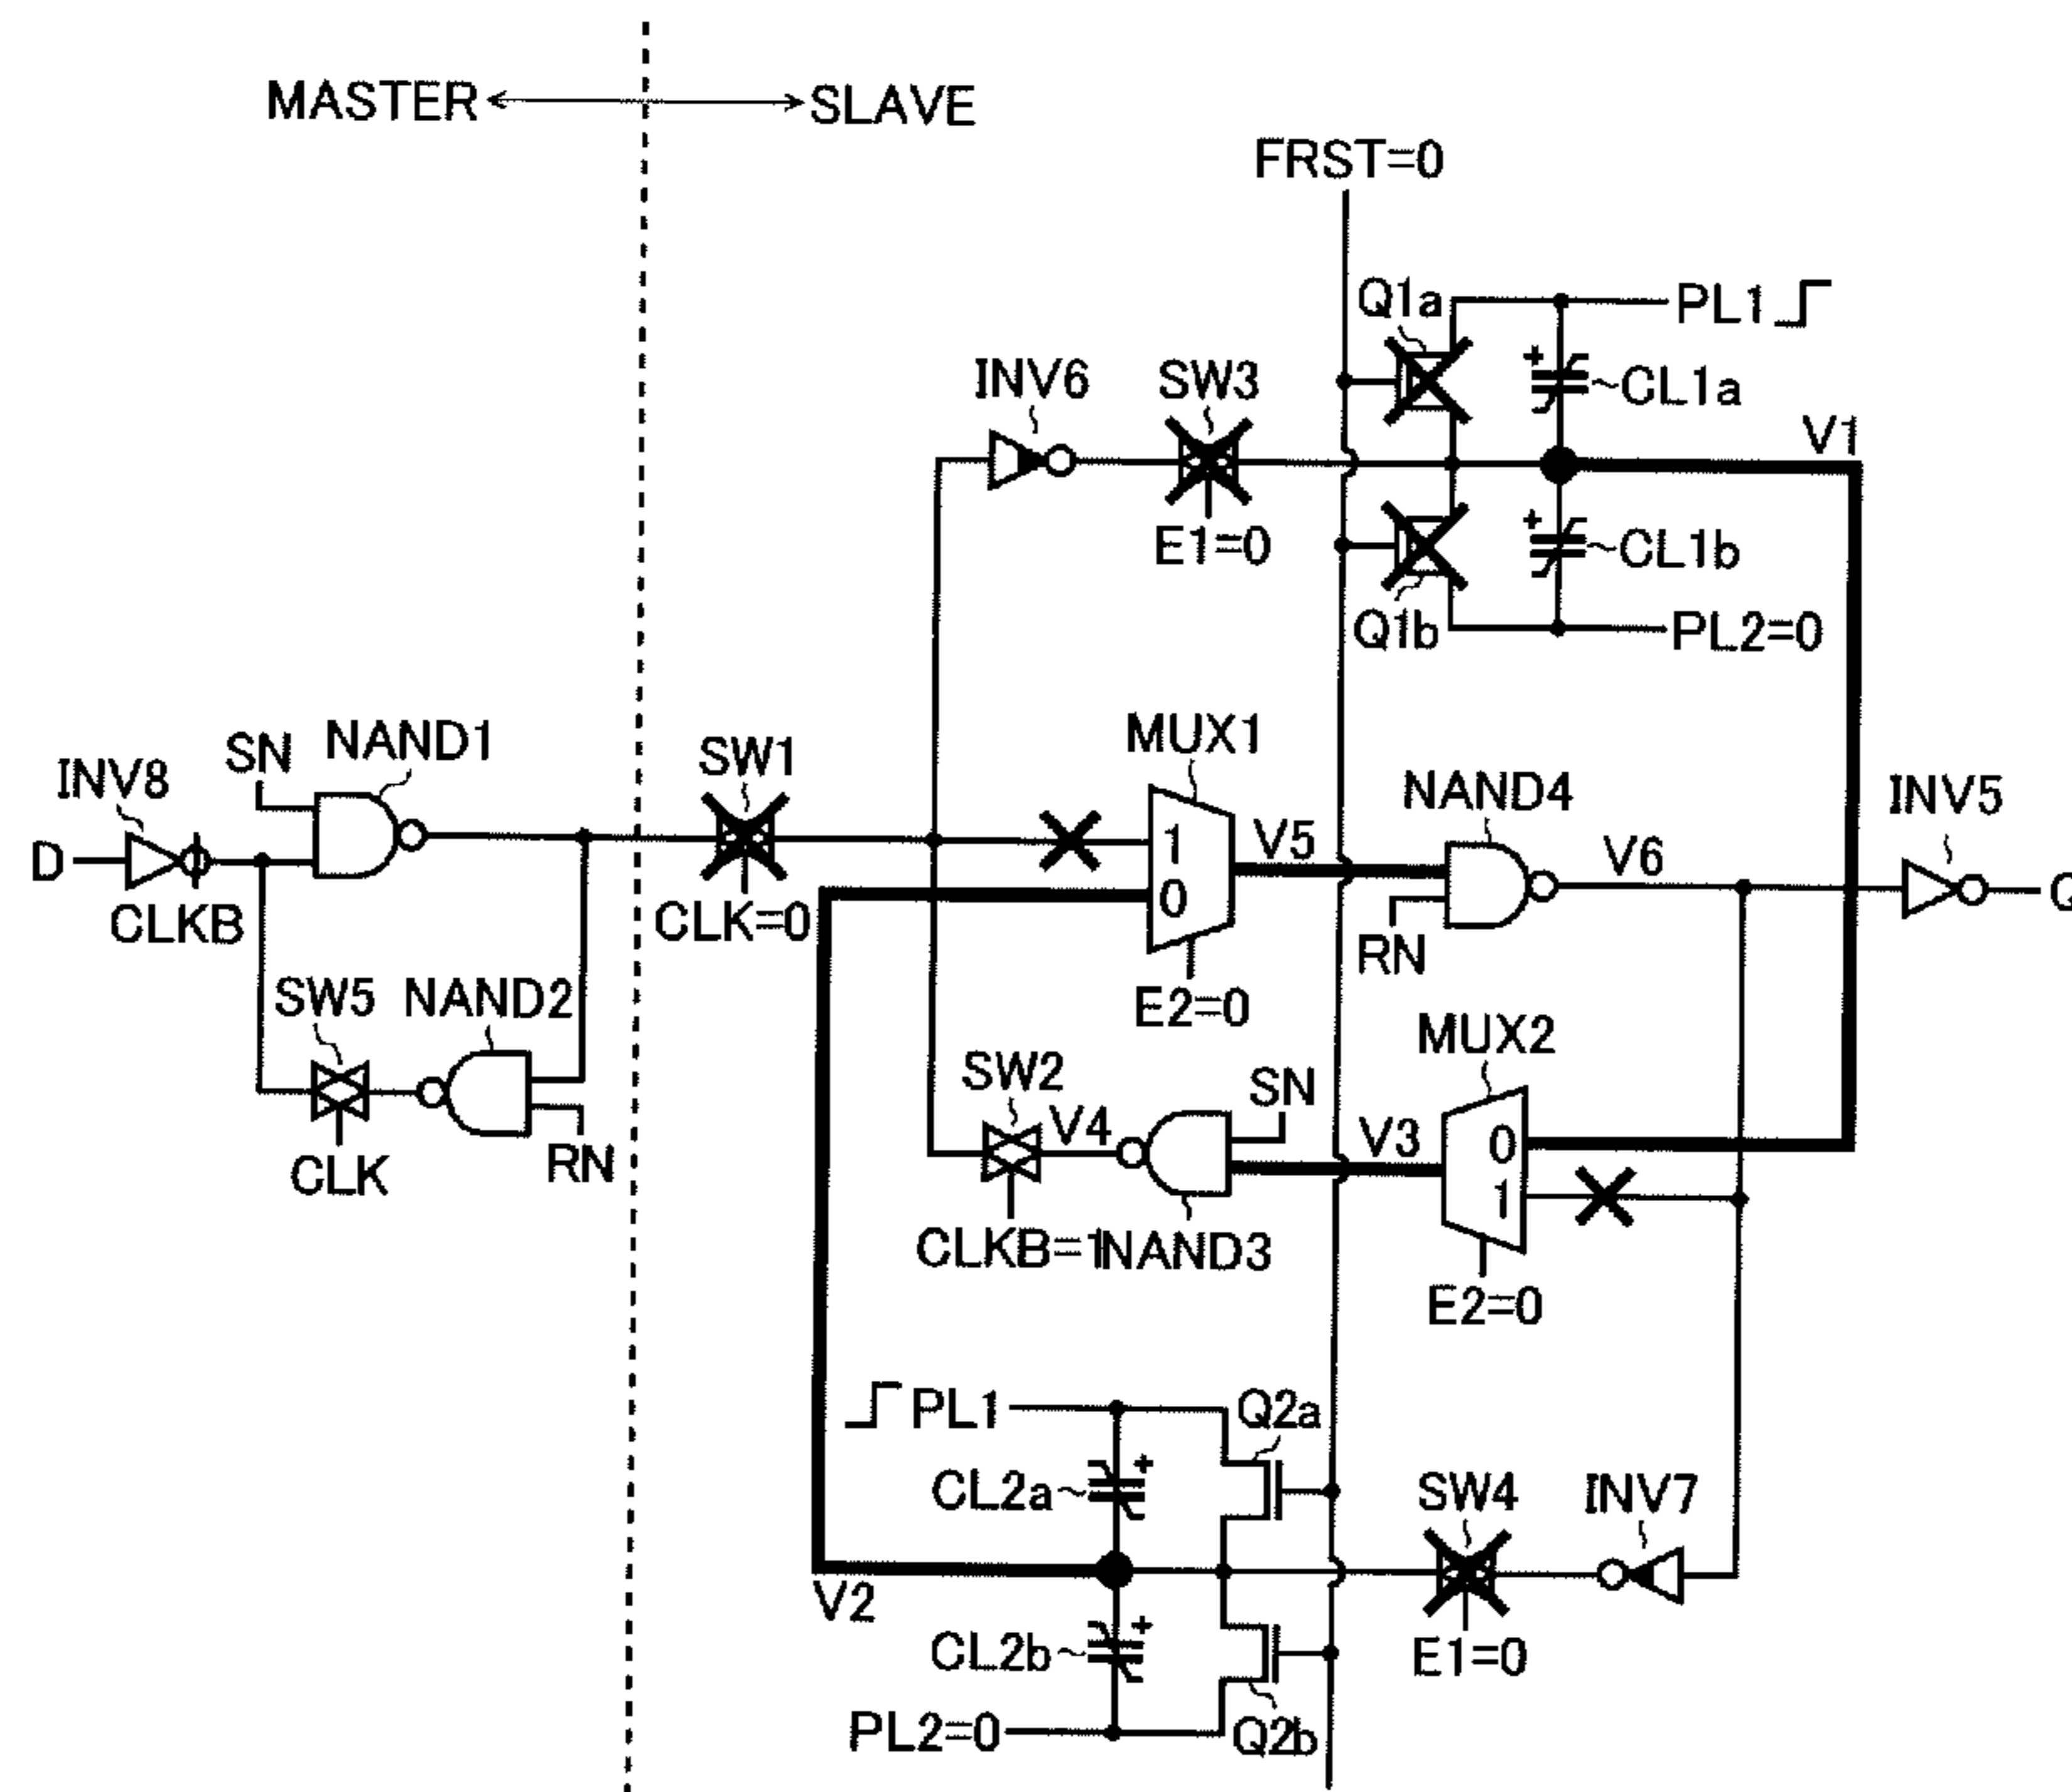 MASTER
SLAVE
FRST=0
Q1a
PL1
INV6
SW3
+
CL1a
V1
E1=0
+
CL1b
Q1b
PL2=0
INV8
SN
NAND1
SW1
MUX1
NAND4
INV5
D
1
V5
V6
0
Q
CLKB
CLK=0
RN
E2=0
SW5
NAND2
MUX2
SW2
SN
V4
V3
0
1
CLK
RN
CLKB=1
NAND3
E2=0
PL1
Q2a
+
CL2a
SW4
INV7
V2
+
CL2b
E1=0
PL2=0
Q2b